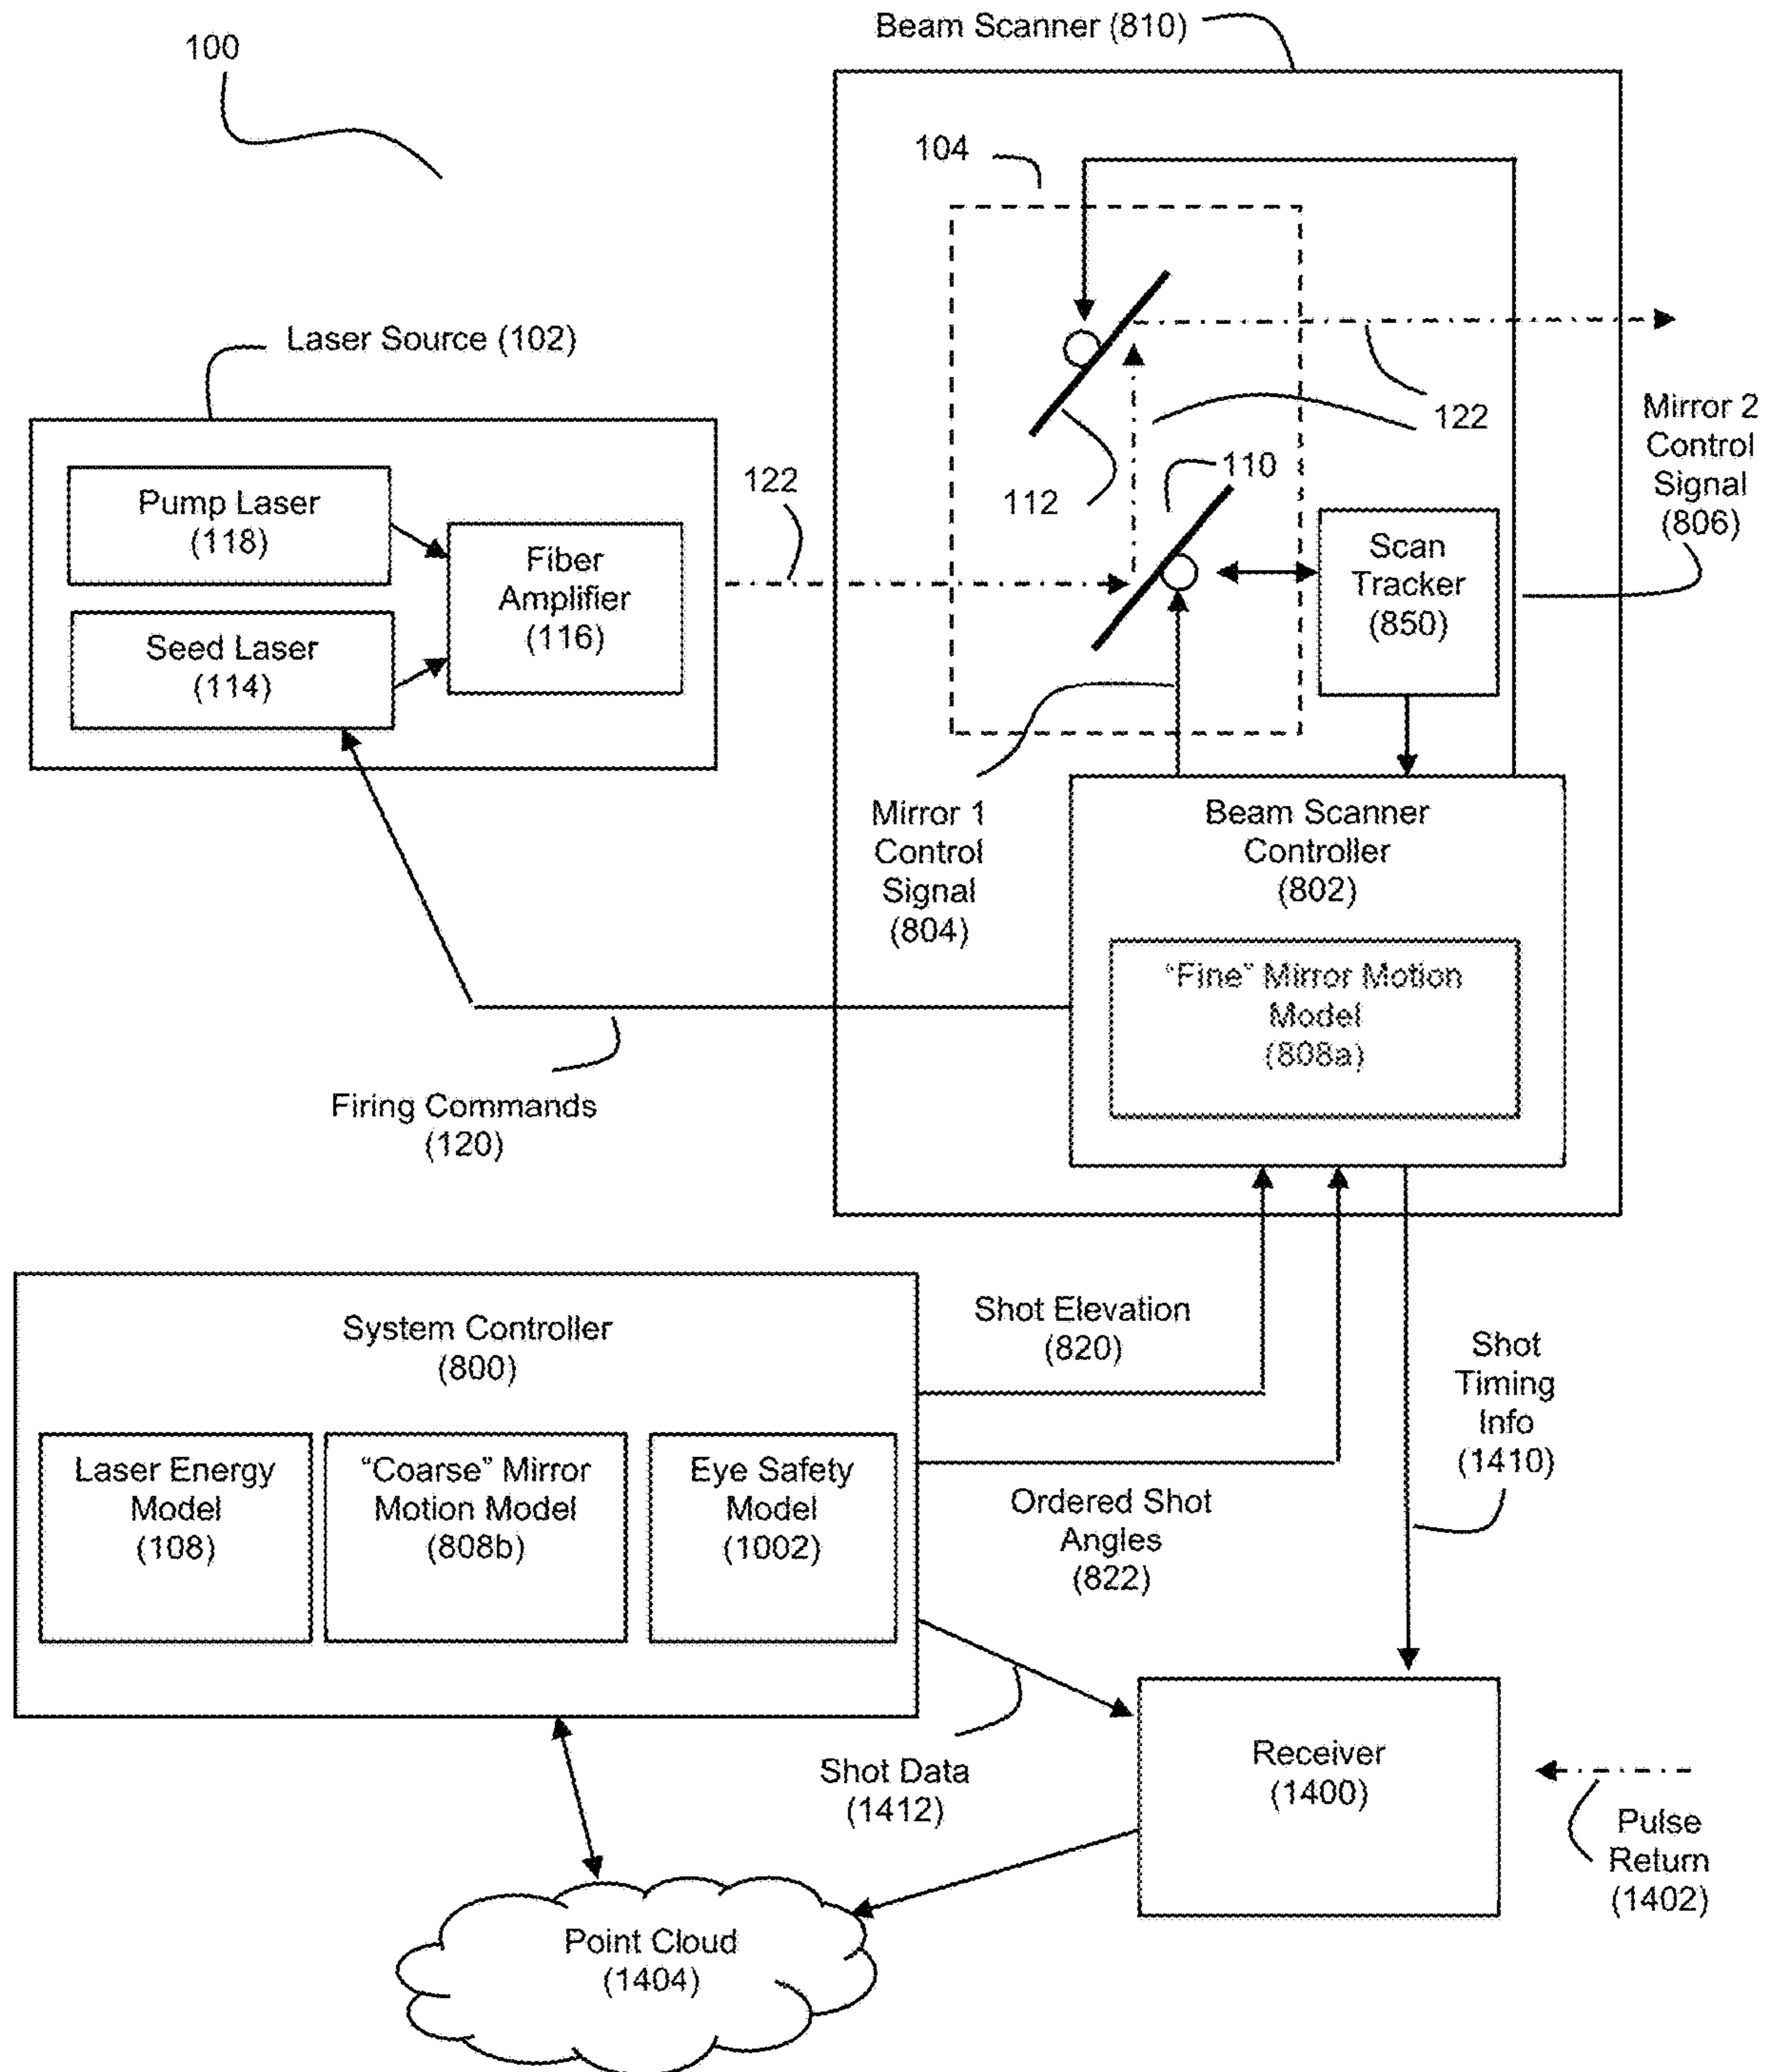 100
Beam Scanner (810)
104
Laser Source (102)
Pump Laser
(118)
Seed Laser
(114)
Fiber
Amplifier
(116)
122
112
110
122
Scan
Tracker
(850)
Mirror 2
Control
Signal
(806)
Mirror 1
Control
Signal
(804)
Beam Scanner
Controller
(802)
“Fine” Mirror Motion
Model
(808a)
Firing Commands
(120)
System Controller
(800)
Laser Energy
Model
(108)
“Coarse” Mirror
Motion Model
(808b)
Eye Safety
Model
(1002)
Shot Elevation
(820)
Ordered Shot
Angles
(822)
Shot
Timing
Info
(1410)
Shot Data
(1412)
Receiver
(1400)
Pulse
Return
(1402)
Point Cloud
(1404)